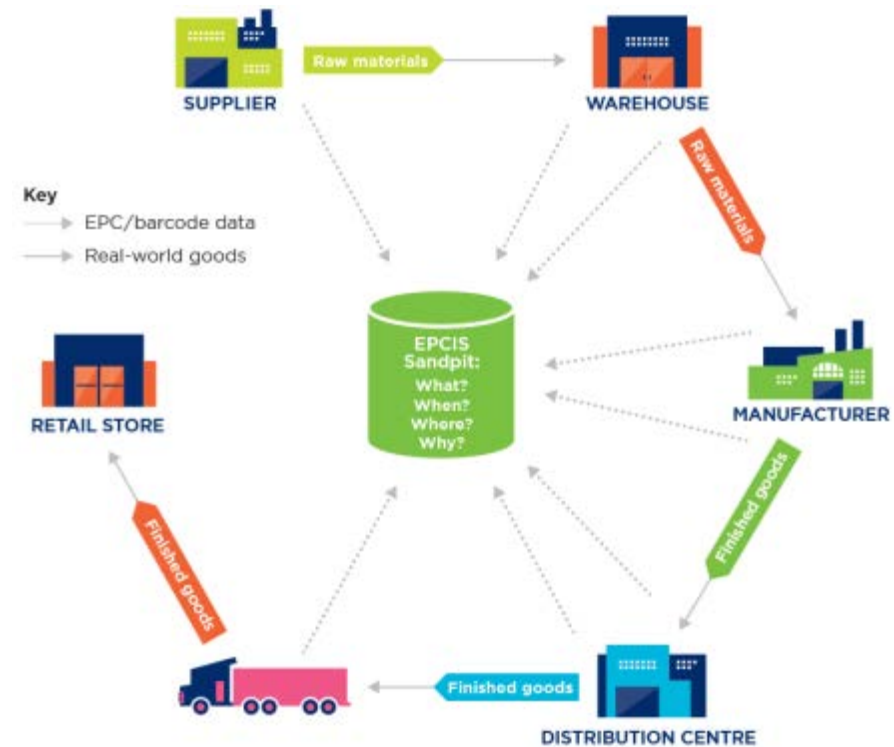 Raw materials
SUPPLIER
WAREHOUSE
Raw materials
Key
EPC/barcode data
Real-world goods
EPCIS
Sandpit:
What?
When?
Where?
Why?
RETAIL STORE
MANUFACTURER
Finished goods
Finished goods
Finished goods
DISTRIBUTION CENTRE